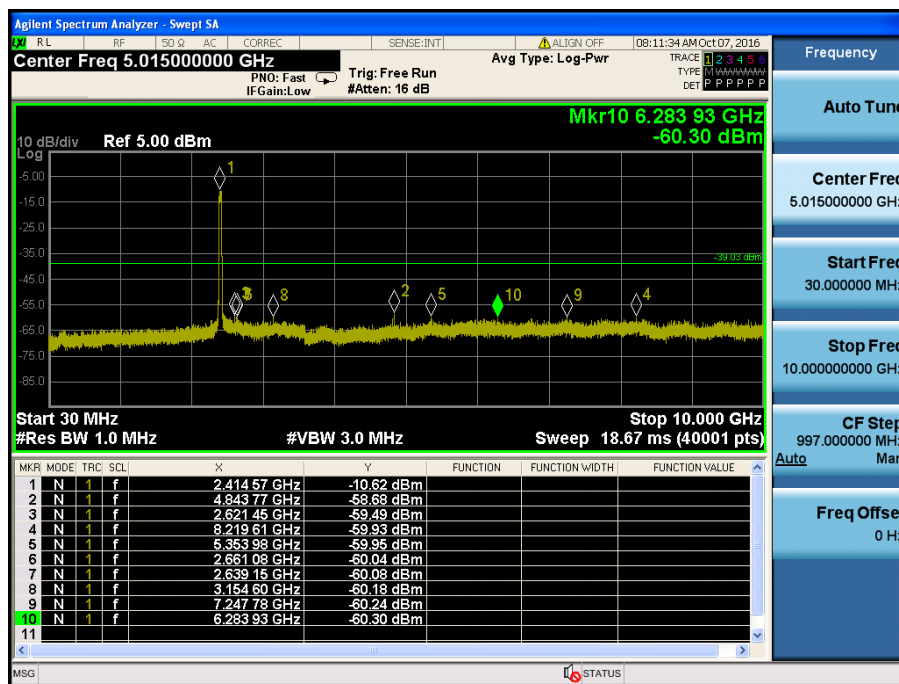 Agilent Spectrum Analyzer - Swept SA
LXI RL RF 50 Ω AC CORREC SENSE:INT ALIGN OFF 08:11:34 AM Oct 07, 2016
Center Freq 5.015000000 GHz
PNO: Fast
IFGain:Low
Trig: Free Run
#Atten: 16 dB
Avg Type: Log-Pwr
TRACE 1 2 3 4 5 6
TYPE M WWWWW
DET P P P P P P
Mkr10 6.283 93 GHz
-60.30 dBm
10 dB/div Ref 5.00 dBm
Log
-5.00
-15.0
-25.0
-35.0
-45.0
-55.0
-65.0
-75.0
-85.0
-39.03 dBm
1
8
2
5
10
9
4
Start 30 MHz Stop 10.000 GHz
#Res BW 1.0 MHz #VBW 3.0 MHz Sweep 18.67 ms (40001 pts)
MKR MODE TRC SCL X Y FUNCTION FUNCTION WIDTH FUNCTION VALUE
1 N 1 f 2.414 57 GHz -10.62 dBm
2 N 1 f 4.843 77 GHz -58.68 dBm
3 N 1 f 2.621 45 GHz -59.49 dBm
4 N 1 f 8.219 61 GHz -59.93 dBm
5 N 1 f 5.353 98 GHz -59.95 dBm
6 N 1 f 2.661 08 GHz -60.04 dBm
7 N 1 f 2.639 15 GHz -60.08 dBm
8 N 1 f 3.154 60 GHz -60.18 dBm
9 N 1 f 7.247 78 GHz -60.24 dBm
10 N 1 f 6.283 93 GHz -60.30 dBm
11
MSG STATUS
Frequency
Auto Tune
Center Freq
5.015000000 GHz
Start Freq
30.000000 MHz
Stop Freq
10.000000000 GHz
CF Step
997.000000 MHz
Auto Man
Freq Offset
0 Hz